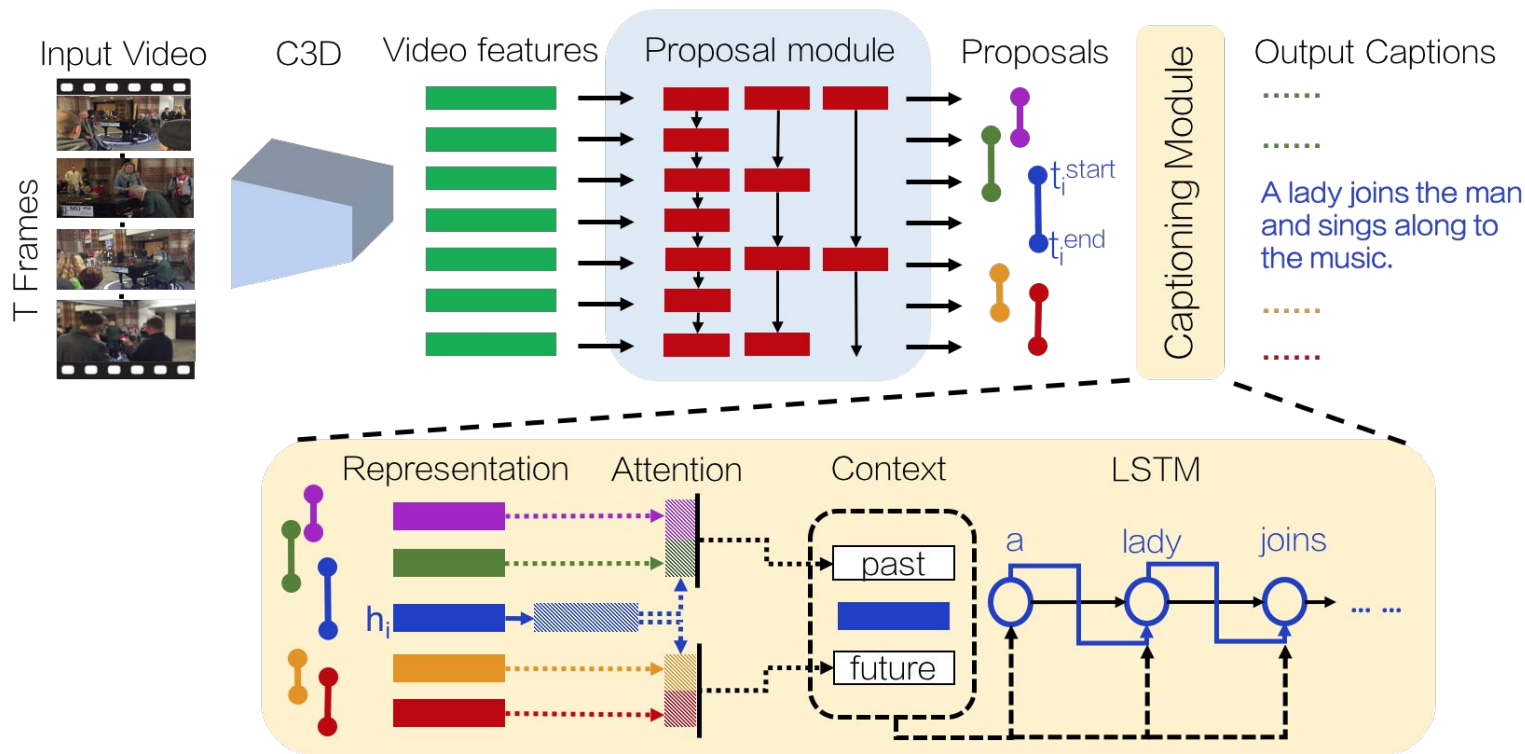 Input Video
C3D
Video features
Proposal module
Proposals
Captioning Module
Output Captions
T Frames
t_i^start
t_i^end
......
......
A lady joins the man
and sings along to
the music.
......
......
Representation
Attention
Context
LSTM
h_i
past
future
a
lady
joins
... ...